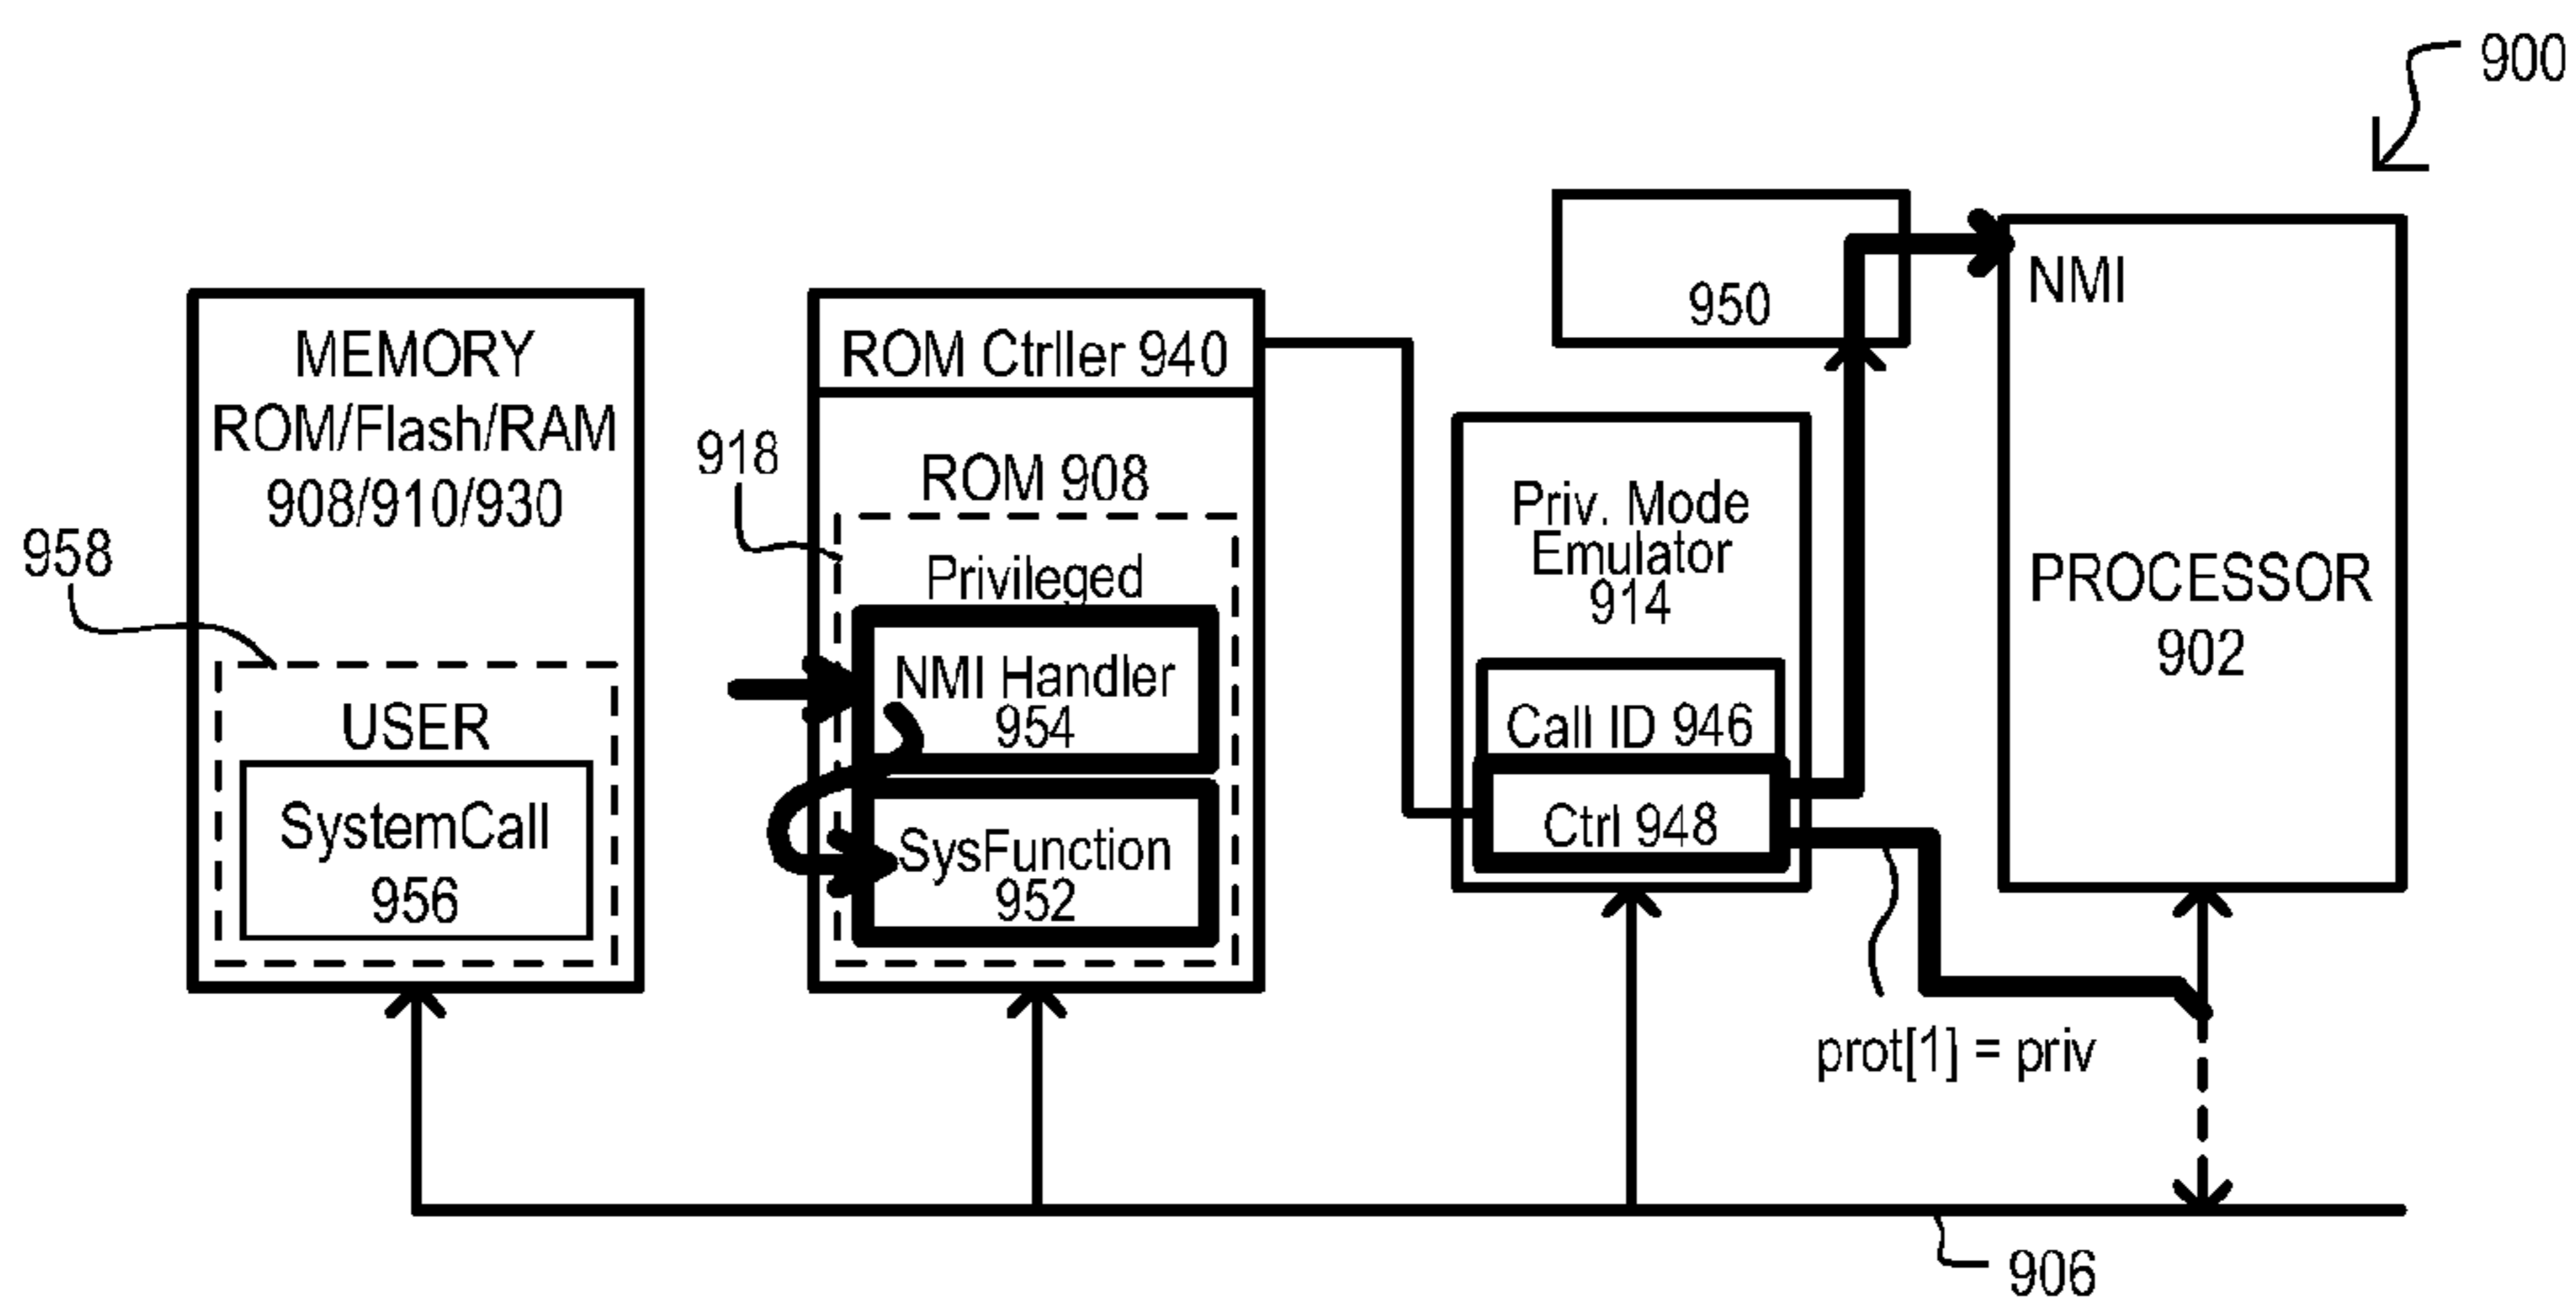 900
950
NMI
PROCESSOR
902
MEMORY
ROM/Flash/RAM
908/910/930
958
USER
SystemCall
956
ROM Ctrller 940
918
ROM 908
Privileged
NMI Handler
954
SysFunction
952
Priv. Mode
Emulator
914
Call ID 946
Ctrl 948
prot[1] = priv
906